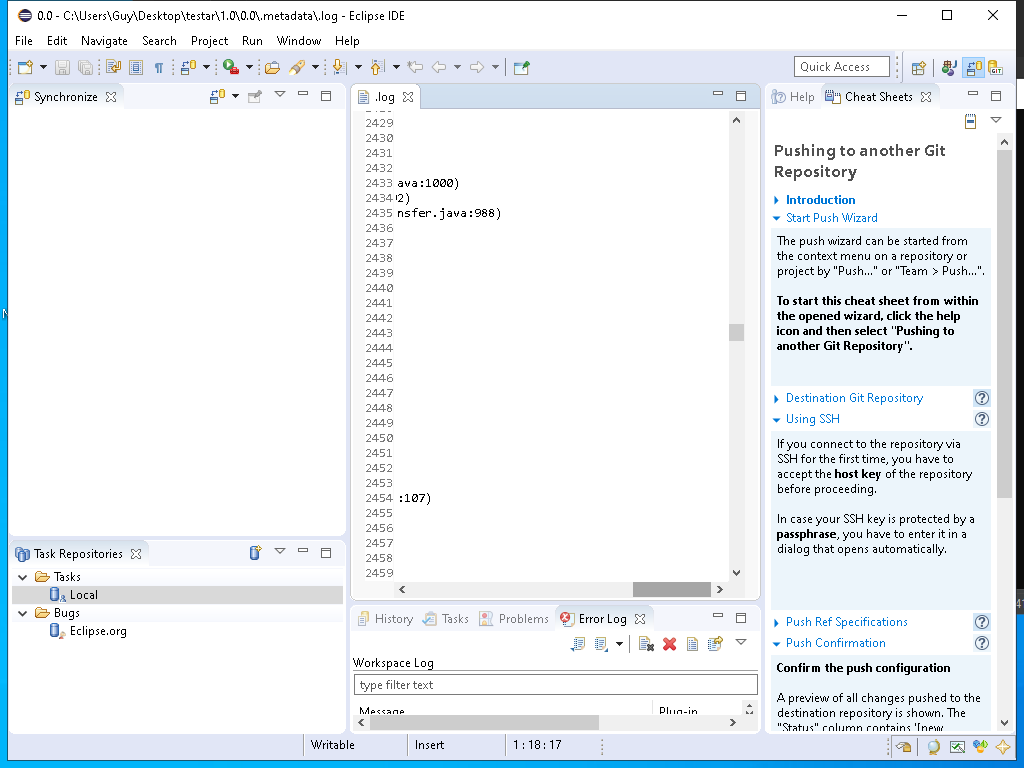 0.0 - C:\Users\Guy\Desktop\testar\1.0\0.0\.metadata\.log - Eclipse IDE
File Edit Navigate Search Project Run Window Help
Quick Access
GIT
Synchronize
.log
2429
2430
2431
2432
2433 ava:1000)
2434 2)
2435 nsfer.java:988)
2436
2437
2438
2439
2440
2441
2442
2443
2444
2445
2446
2447
2448
2449
2450
2451
2452
2453
2454 :107)
2455
2456
2457
2458
2459
Help Cheat Sheets
Pushing to another Git
Repository
Introduction
Start Push Wizard
The push wizard can be started from
the context menu on a repository or
project by "Push..." or "Team > Push...".
To start this cheat sheet from within
the opened wizard, click the help
icon and then select "Pushing to
another Git Repository".
Destination Git Repository
Using SSH
If you connect to the repository via
SSH for the first time, you have to
accept the host key of the repository
before proceeding.
In case your SSH key is protected by a
passphrase, you have to enter it in a
dialog that opens automatically.
Push Ref Specifications
Push Confirmation
Confirm the push configuration
A preview of all changes pushed to the
destination repository is shown. The
"Status" column contains '[new
Task Repositories
Tasks
Local
Bugs
Eclipse.org
History Tasks Problems Error Log
Workspace Log
type filter text
Message Plug-in
Writable Insert 1 : 18 : 17